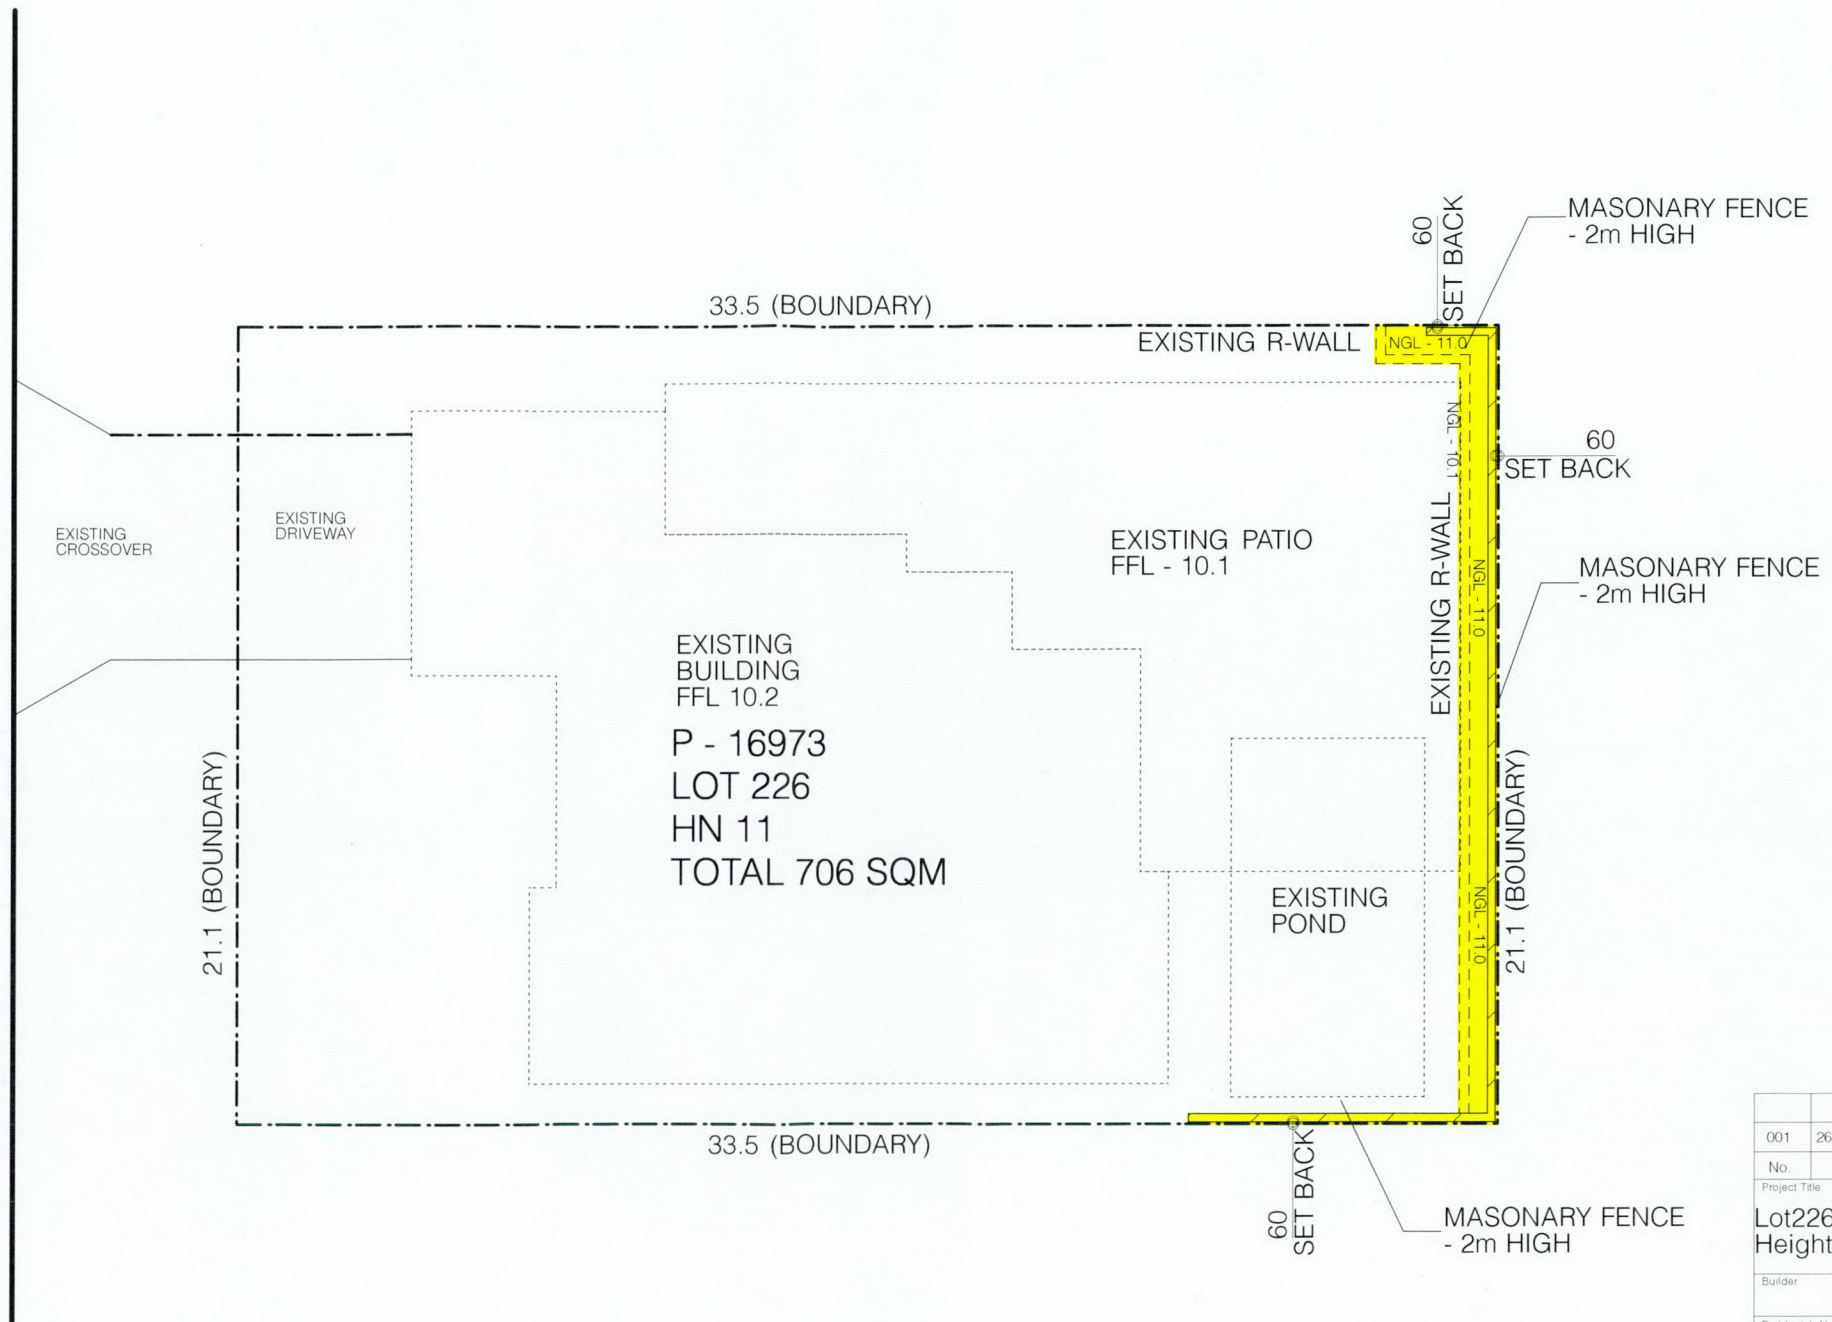 60
SET BACK
MASONARY FENCE
- 2m HIGH
33.5 (BOUNDARY)
EXISTING R-WALL
NGL - 11.0
NGL - 10.1
60
SET BACK
EXISTING
CROSSOVER
EXISTING
DRIVEWAY
EXISTING PATIO
FFL - 10.1
EXISTING R-WALL
NGL - 11.0
MASONARY FENCE
- 2m HIGH
EXISTING
BUILDING
FFL 10.2
P - 16973
LOT 226
HN 11
TOTAL 706 SQM
21.1 (BOUNDARY)
EXISTING
POND
NGL - 11.0
21.1 (BOUNDARY)
33.5 (BOUNDARY)
60
SET BACK
MASONARY FENCE
- 2m HIGH
001 26
No.
Project Title
Lot226
Height
Builder